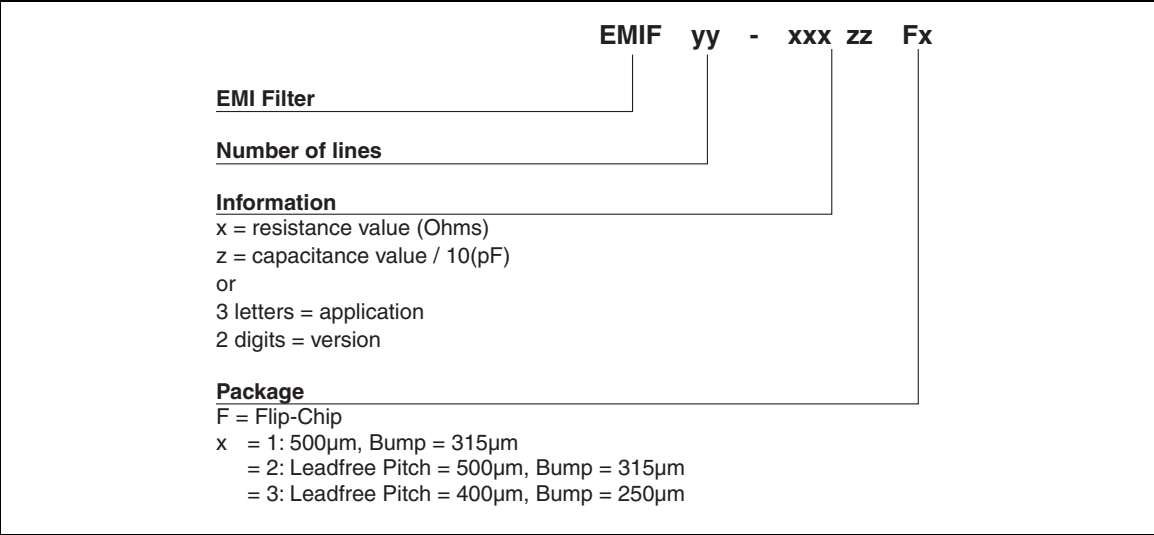 EMIF yy - xxx zz Fx
EMI Filter
Number of lines
Information
x = resistance value (Ohms)
z = capacitance value / 10(pF)
or
3 letters = application
2 digits = version
Package
F = Flip-Chip
x = 1: 500µm, Bump = 315µm
= 2: Leadfree Pitch = 500µm, Bump = 315µm
= 3: Leadfree Pitch = 400µm, Bump = 250µm